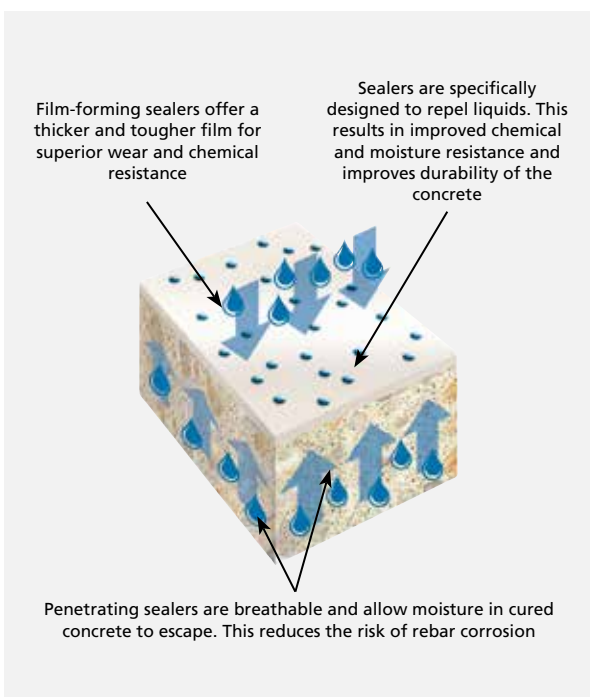 Film-forming sealers offer a
thicker and tougher film for
superior wear and chemical
resistance
Sealers are specifically
designed to repel liquids. This
results in improved chemical
and moisture resistance and
improves durability of the
concrete
Penetrating sealers are breathable and allow moisture in cured
concrete to escape. This reduces the risk of rebar corrosion